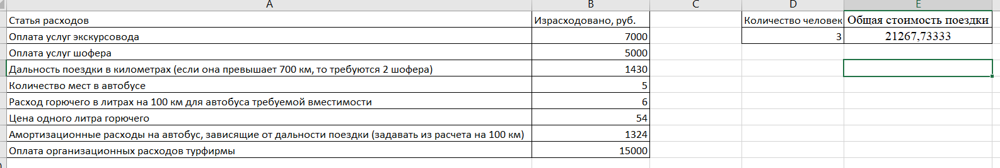 A B C D E
Статья расходов Израсходовано, руб. Количество человек Общая стоимость поездки
Оплата услуг экскурсовода 7000 3 21267,73333
Оплата услуг шофера 5000
Дальность поездки в километрах (если она превышает 700 км, то требуются 2 шофера) 1430
Количество мест в автобусе 5
Расход горючего в литрах на 100 км для автобуса требуемой вместимости 6
Цена одного литра горючего 54
Амортизационные расходы на автобус, зависящие от дальности поездки (задавать из расчета на 100 км) 1324
Оплата организационных расходов турфирмы 15000